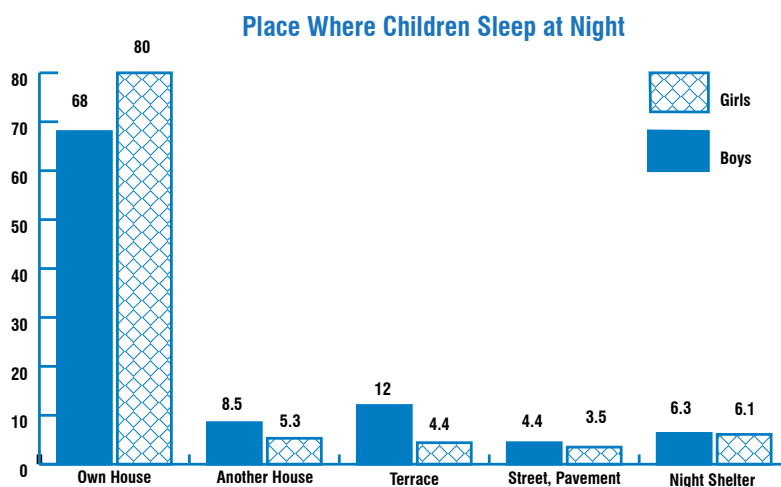 Place Where Children Sleep at Night
80
80
68
70
60
50
40
30
20
10
0
8.5
5.3
12
4.4
4.4
3.5
6.3
6.1
Girls
Boys
Own House
Another House
Terrace
Street, Pavement
Night Shelter